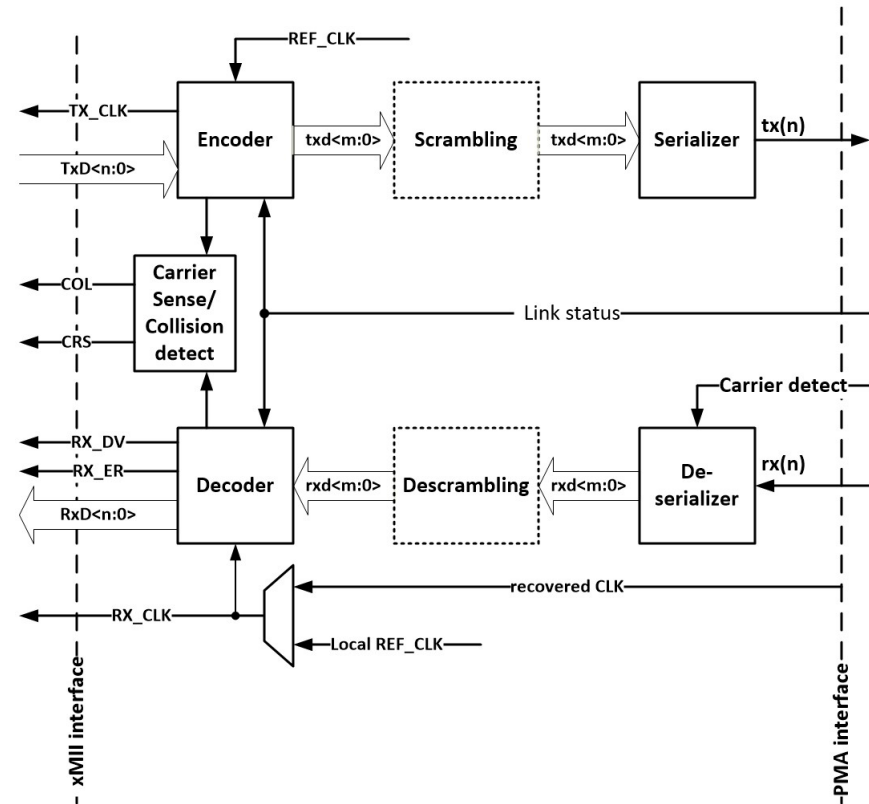 REF_CLK
TX_CLK
Encoder
txd<m:0>
Scrambling
txd<m:0>
Serializer
tx(n)
TxD<n:0>
COL
Carrier
Sense/
Collision
detect
CRS
Link status
Carrier detect
RX_DV
RX_ER
RxD<n:0>
Decoder
rxd<m:0>
Descrambling
rxd<m:0>
De-
serializer
rx(n)
recovered CLK
RX_CLK
Local REF_CLK
xMII interface
PMA interface